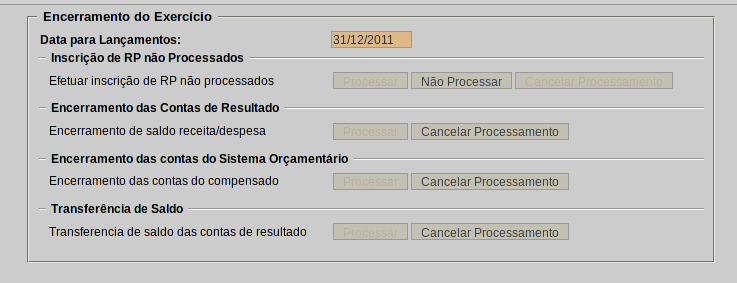 Encerramento do Exercício
Data para Lançamentos: 31/12/2011
Inscrição de RP não Processados
Efetuar inscrição de RP não processados Processar Não Processar Cancelar Processamento
Encerramento das Contas de Resultado
Encerramento de saldo receita/despesa Processar Cancelar Processamento
Encerramento das contas do Sistema Orçamentário
Encerramento das contas do compensado Processar Cancelar Processamento
Transferência de Saldo
Transferencia de saldo das contas de resultado Processar Cancelar Processamento